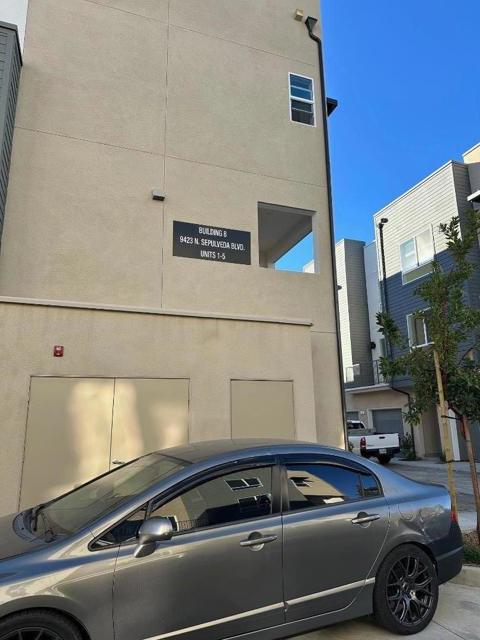 BUILDING 8
9423 N. SEPULVEDA BLVD.
UNITS 1-5